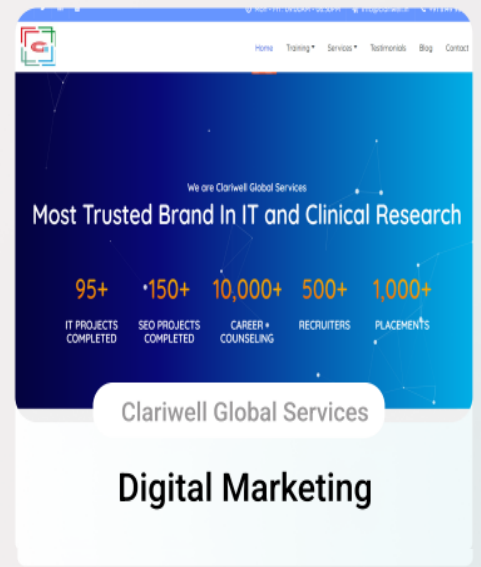 Home Training Services Testimonials Blog Contact
We are Clariwell Global Services
Most Trusted Brand In IT and Clinical Research
95+ 150+ 10,000+ 500+ 1,000+
IT PROJECTS SEO PROJECTS CAREER RECRUITERS PLACEMENTS
COMPLETED COMPLETED COUNSELING
Clariwell Global Services
Digital Marketing